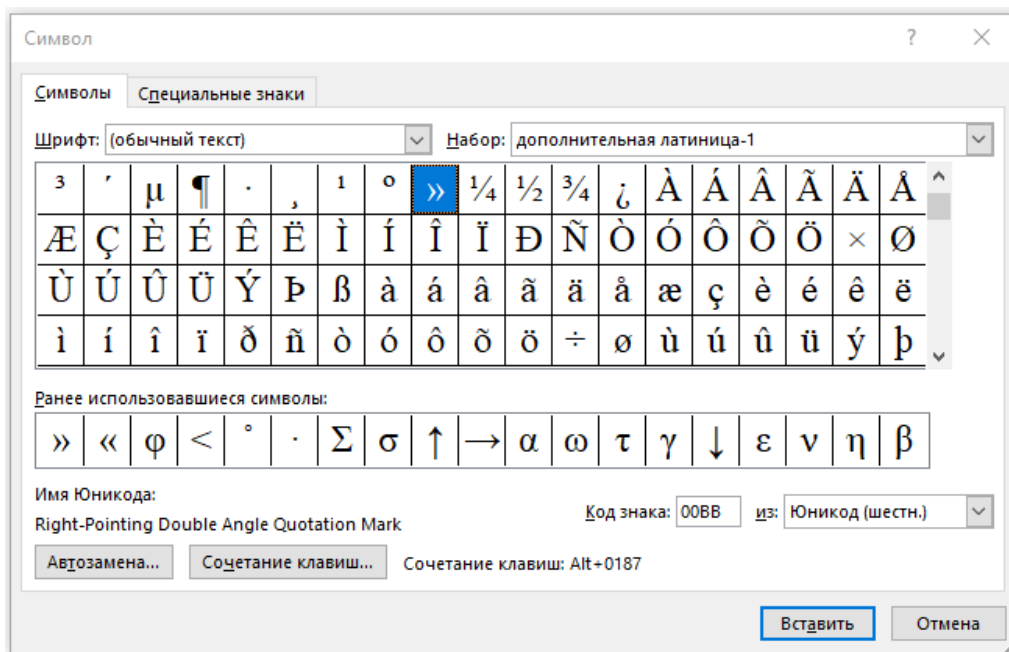 Символ ? ×
Символы Специальные знаки
Шрифт: (обычный текст) Набор: дополнительная латиница-1
³ ´ µ ¶ · ¸ ¹ º » ¼ ½ ¾ ¿ À Á Â Ã Ä Å
Æ Ç È É Ê Ë Ì Í Î Ï Ð Ñ Ò Ó Ô Õ Ö × Ø
Ù Ú Û Ü Ý Þ ß à á â ã ä å æ ç è é ê ë
ì í î ï ð ñ ò ó ô õ ö ÷ ø ù ú û ü ý þ
Ранее использовавшиеся символы:
» « φ < ° · Σ σ ↑ → α ω τ γ ↓ ε ν η β
Имя Юникода:
Right-Pointing Double Angle Quotation Mark
Код знака: 00BB из: Юникод (шестн.)
Автозамена... Сочетание клавиш... Сочетание клавиш: Alt+0187
Вставить Отмена